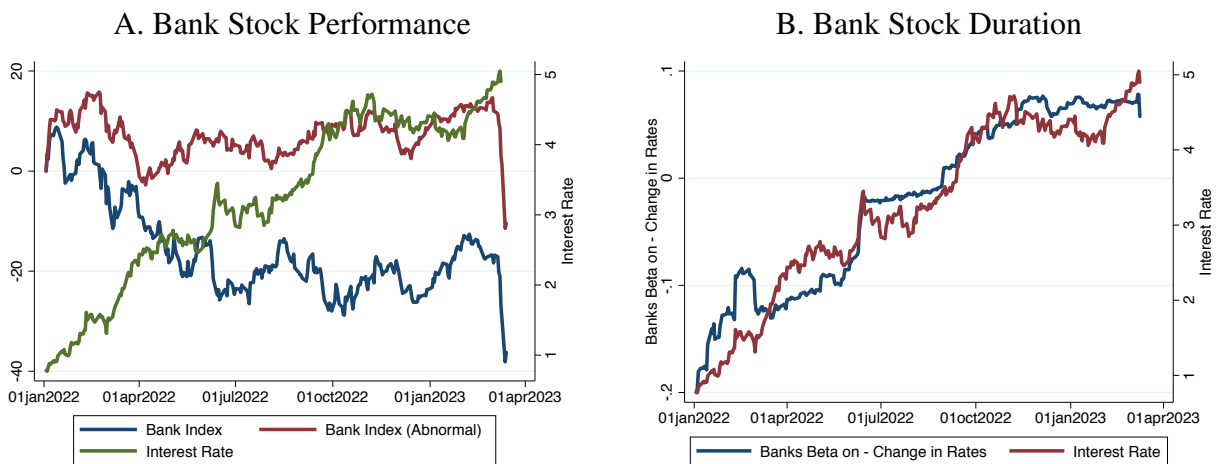 A. Bank Stock Performance
20
0
-20
-40
5
4
3
2
1
Interest Rate
01jan2022 01apr2022 01jul2022 01oct2022 01jan2023 01apr2023
Bank Index Bank Index (Abnormal)
Interest Rate
B. Bank Stock Duration
Banks Beta on - Change in Rates
.1
0
-.1
-.2
5
4
3
2
1
Interest Rate
01jan2022 01apr2022 01jul2022 01oct2022 01jan2023 01apr2023
Banks Beta on - Change in Rates Interest Rate